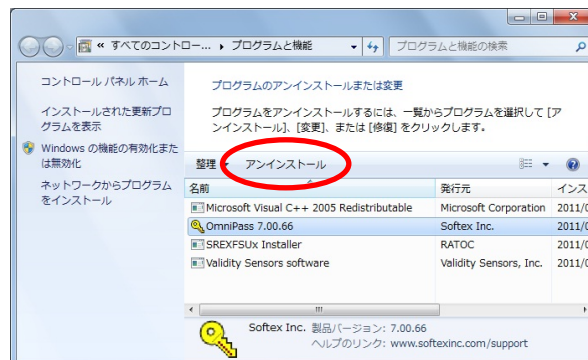 « すべてのコントロー... ▸ プログラムと機能
プログラムと機能の検索
コントロール パネル ホーム
インストールされた更新プロ
グラムを表示
Windows の機能の有効化また
は無効化
ネットワークからプログラム
をインストール
プログラムのアンインストールまたは変更
プログラムをアンインストールするには、一覧からプログラムを選択して [ア
ンインストール]、[変更]、または [修復] をクリックします。
整理 アンインストール
名前 発行元 インス
Microsoft Visual C++ 2005 Redistributable Microsoft Corporation 2011/0
OmniPass 7.00.66 Softex Inc. 2011/0
SREXFSUx Installer RATOC 2011/0
Validity Sensors software Validity Sensors, Inc. 2011/0
Softex Inc. 製品バージョン: 7.00.66
ヘルプのリンク: www.softexinc.com/support